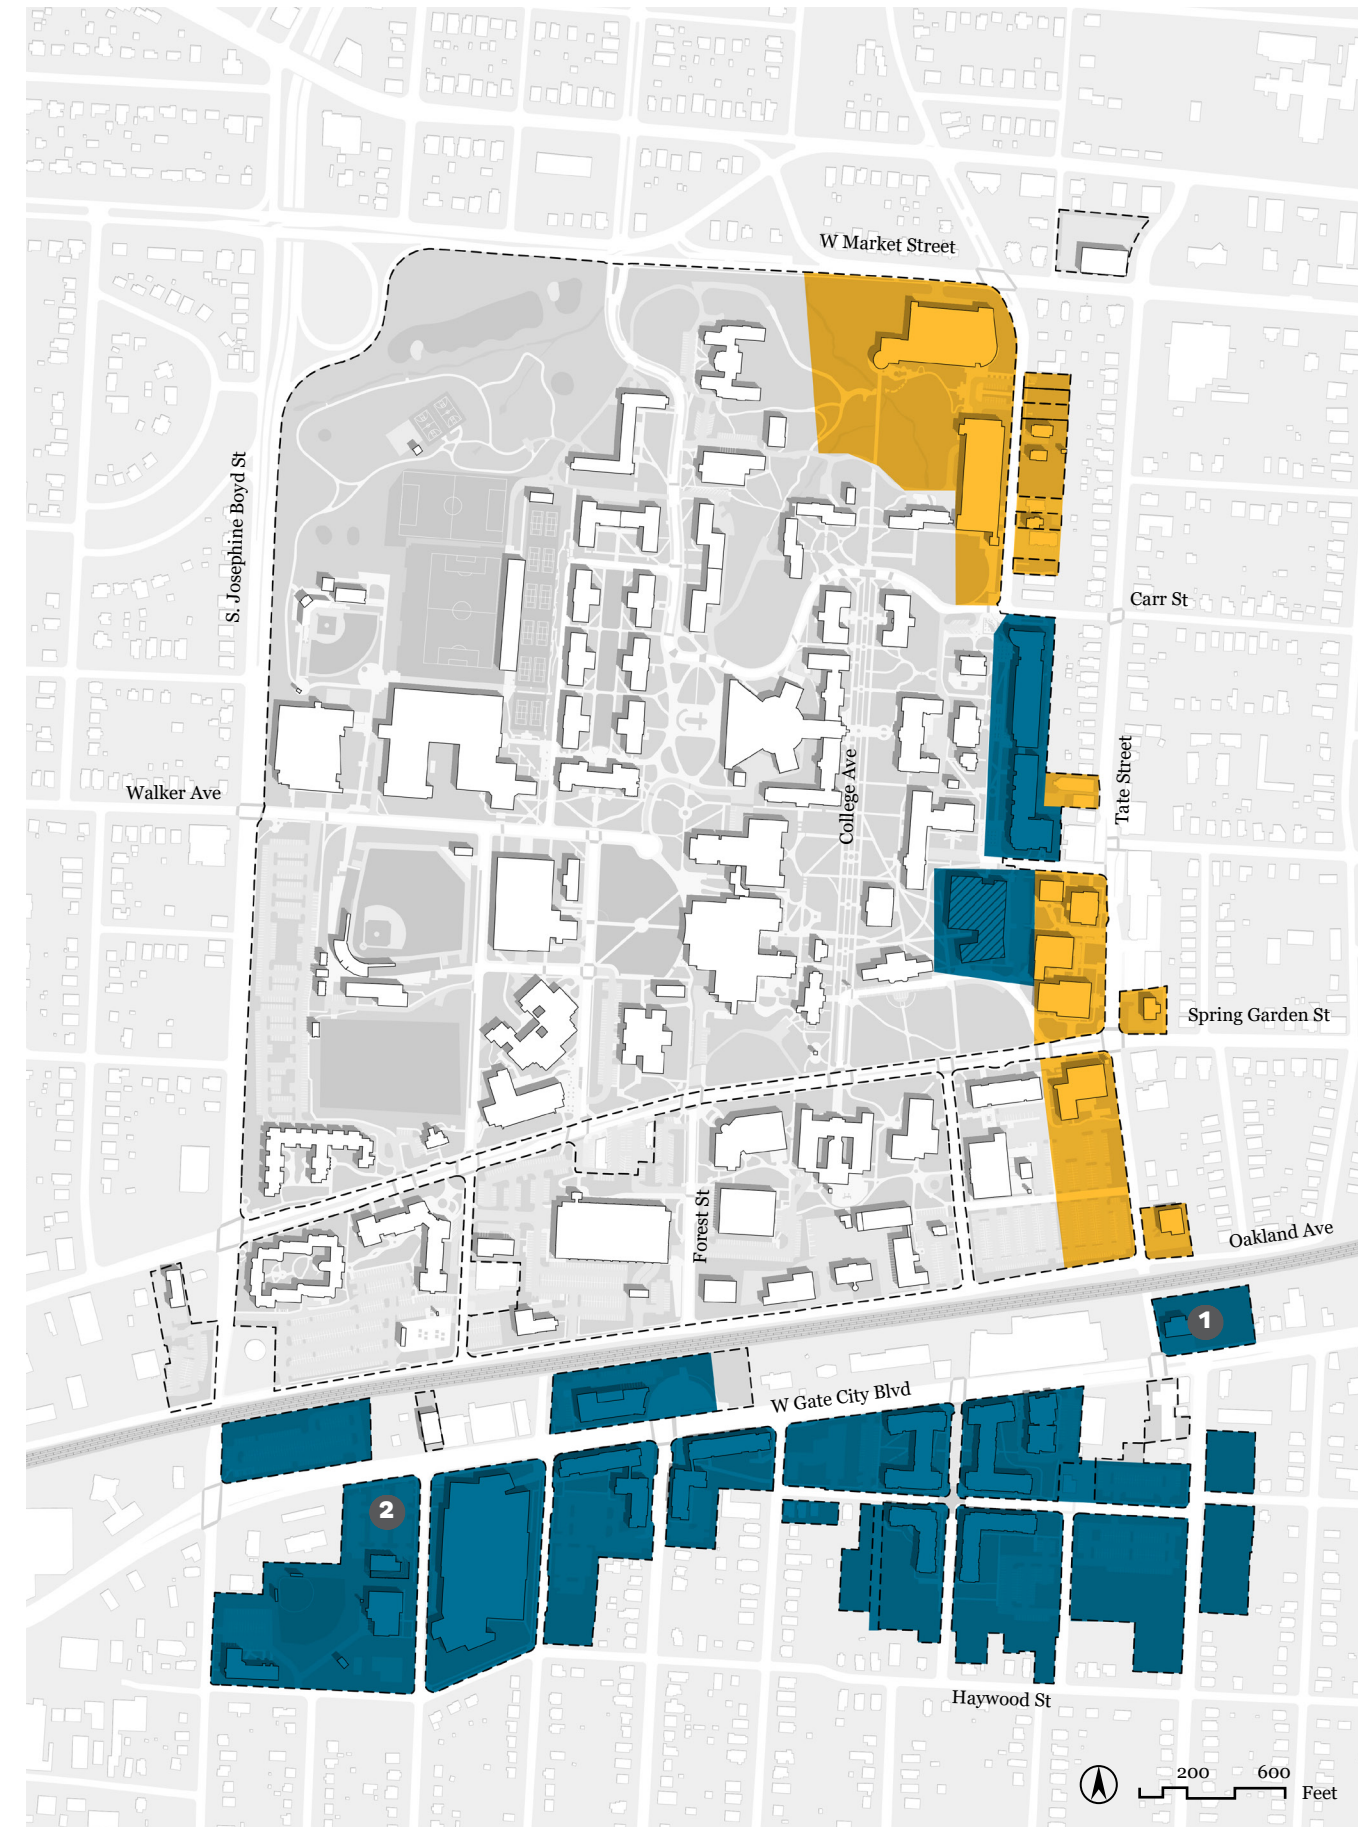 W Market Street
S. Josephine Boyd St
Carr St
Tate Street
Walker Ave
College Ave
Spring Garden St
Forest St
Oakland Ave
1
W Gate City Blvd
2
Haywood St
200 600
Feet